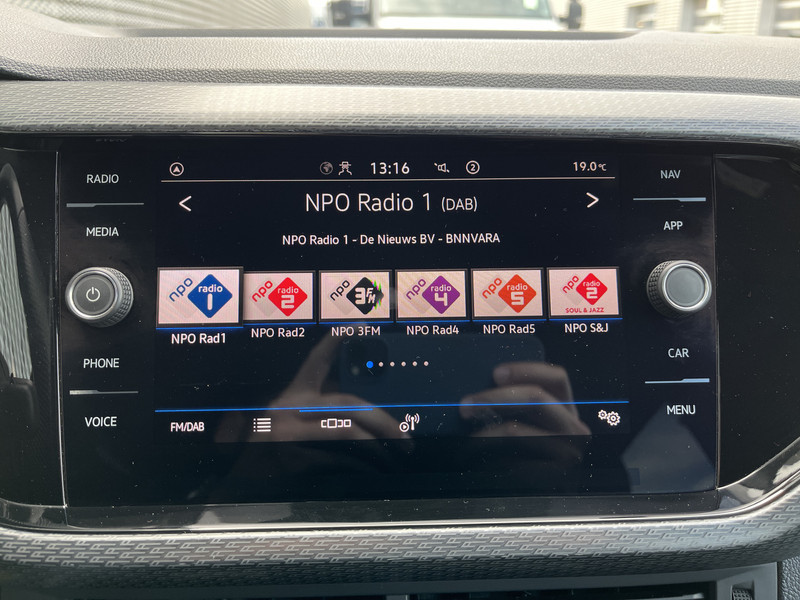 RADIO
MEDIA
PHONE
VOICE
13:16
2
19.0°C
< NPO Radio 1 (DAB) >
NPO Radio 1 - De Nieuws BV - BNNVARA
npo radio 1
npo radio 2
npo 3FM
npo radio 4
npo radio 5
npo radio 2 SOUL & JAZZ
NPO Rad1
NPO Rad2
NPO 3FM
NPO Rad4
NPO Rad5
NPO S&J
FM/DAB
NAV
APP
CAR
MENU